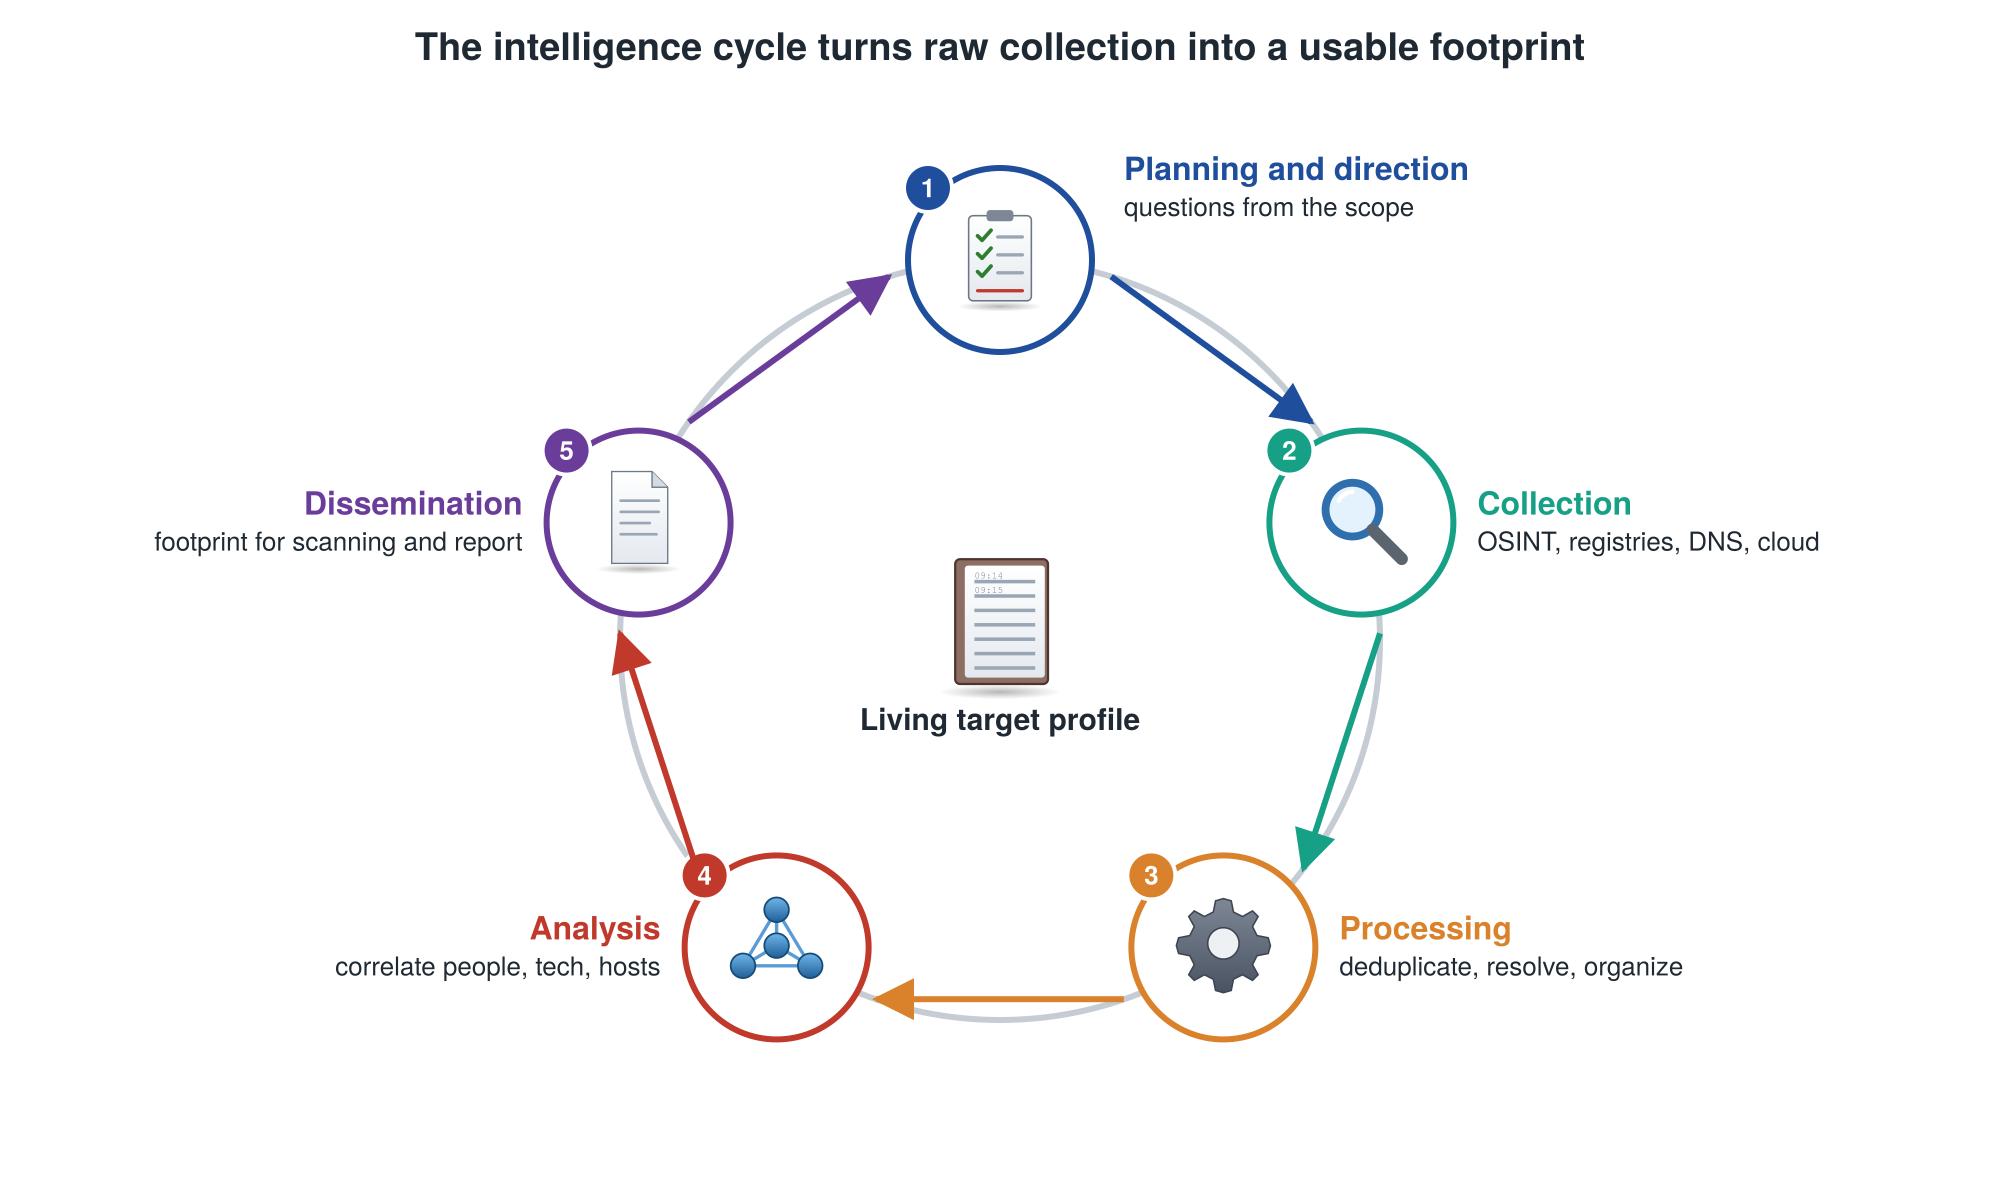 The intelligence cycle turns raw collection into a usable footprint
1
Planning and direction
questions from the scope
2
Collection
OSINT, registries, DNS, cloud
3
Processing
deduplicate, resolve, organize
4
Analysis
correlate people, tech, hosts
5
Dissemination
footprint for scanning and report
09:14
09:15
Living target profile